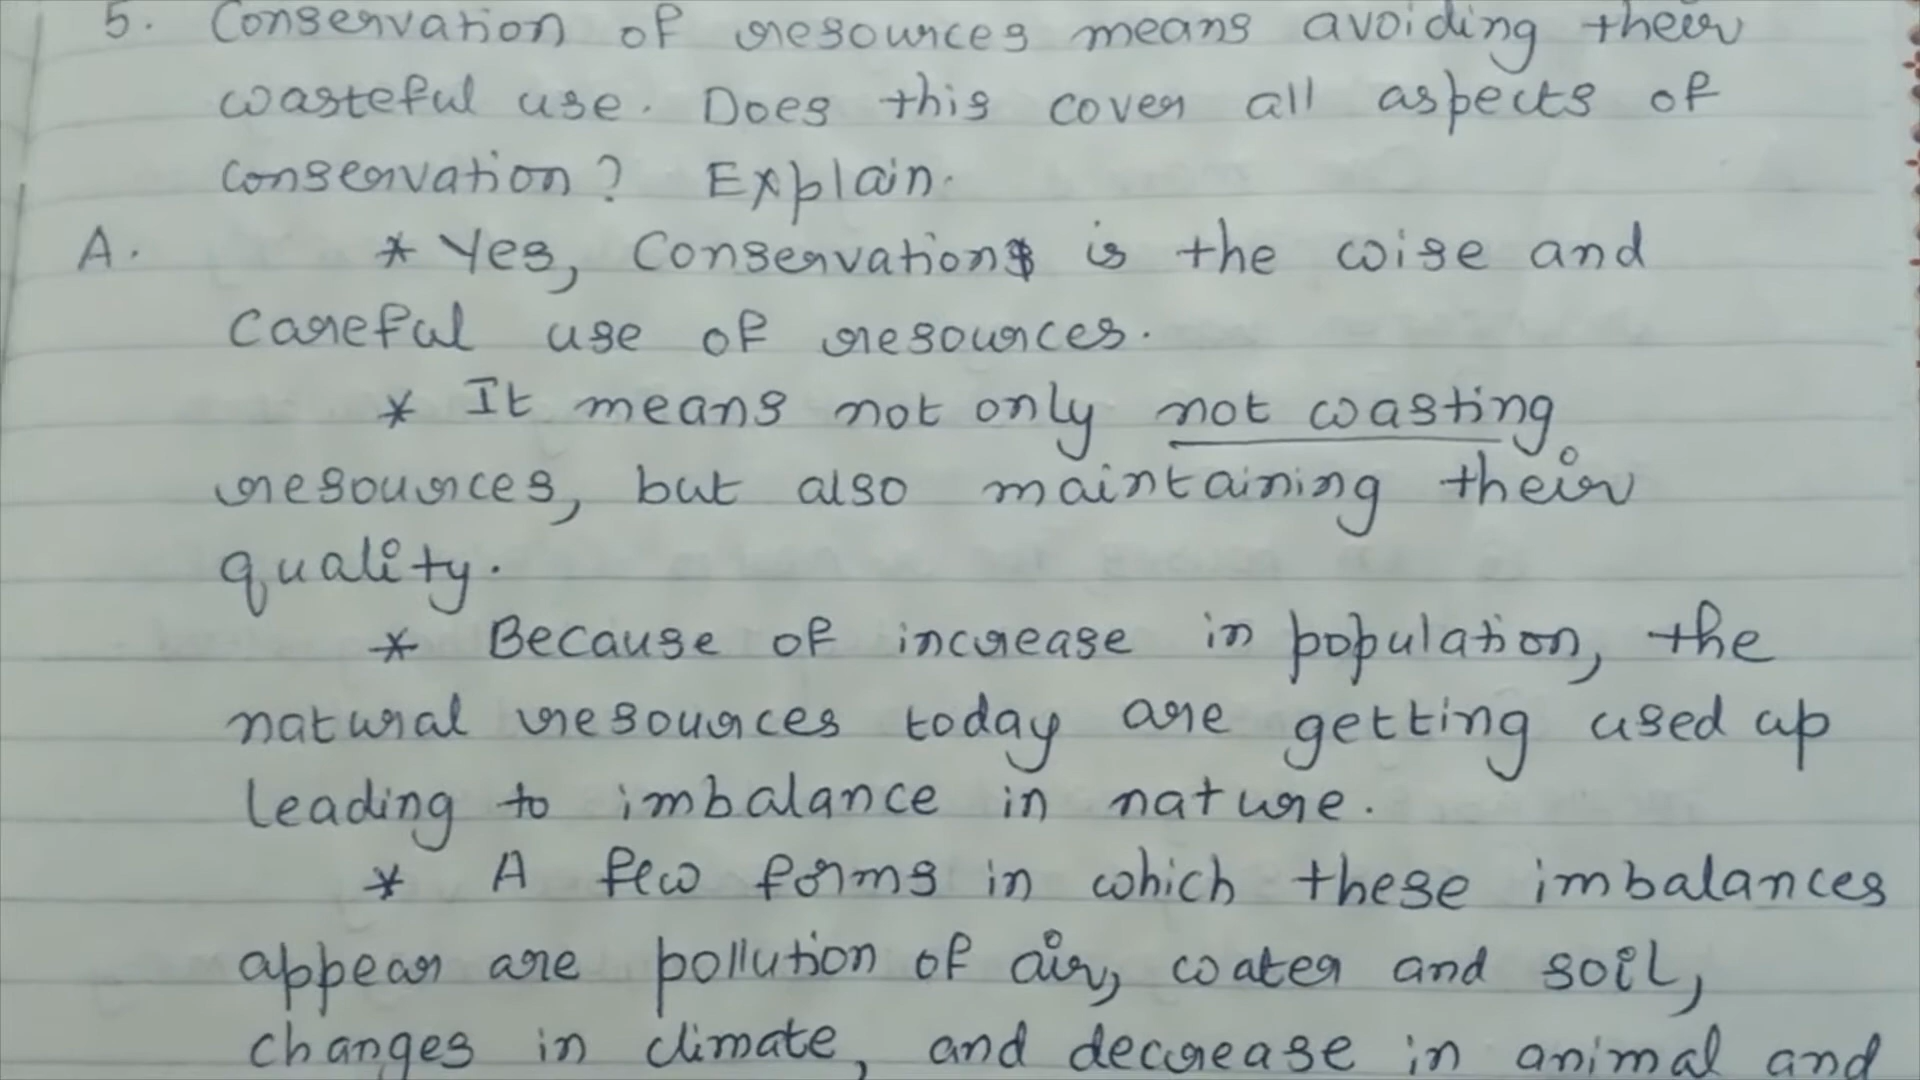 5. Conservation of resources means avoiding their
wasteful use. Does this cover all aspects of
conservation? Explain.
A. * Yes, Conservation is the wise and
careful use of resources.
* It means not only not wasting
resources, but also maintaining their
quality.
* Because of increase in population, the
natural resources today are getting used up
leading to imbalance in nature.
* A few forms in which these imbalances
appear are pollution of air, water and soil,
changes in climate, and decrease in animal and